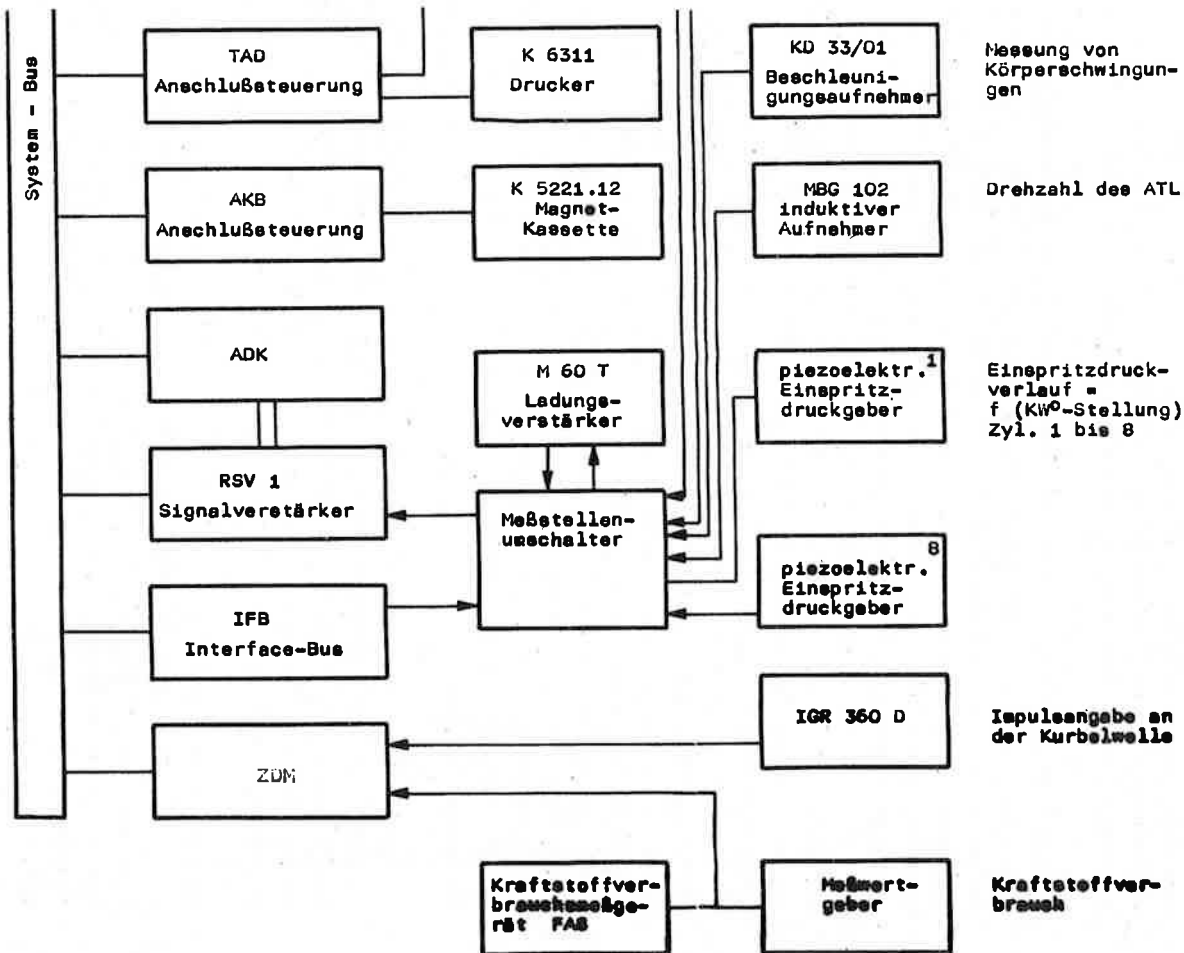 System - Bus
TAD
Anschlußsteuerung
K 6311
Drucker
KD 33/01
Beschleuni-
gungsaufnehmer
Messung von
Körperschwingun-
gen
AKB
Anschlußsteuerung
K 5221.12
Magnet-
Kassette
MBG 102
induktiver
Aufnehmer
Drehzahl des ATL
ADK
M 60 T
Ladungs-
verstärker
piezoelektr. 1
Einspritz-
druckgeber
Einspritzdruck-
verlauf =
f (KW°-Stellung)
Zyl. 1 bis 8
RSV 1
Signalverstärker
Meßstellen-
umschalter
8
piezoelektr.
Einspritz-
druckgeber
IFB
Interface-Bus
IGR 360 D
Impulsangabe an
der Kurbelwelle
ZDM
Kraftstoffver-
brauchsmeßge-
rät FAB
Meßwert-
geber
Kraftstoffver-
brauch